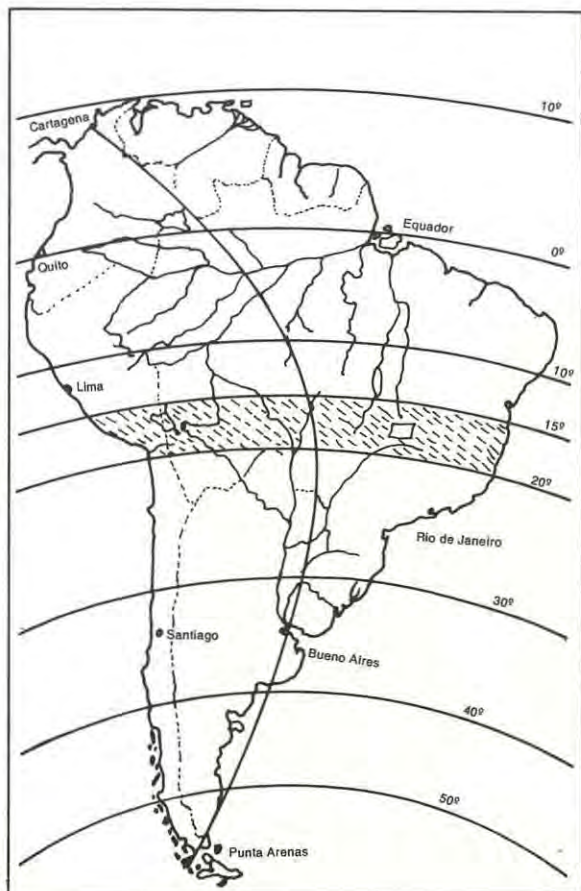 10º
Cartagena
Equador
Quito
0º
10º
Lima
15º
20º
Rio de Janeiro
30º
Santiago
Bueno Aires
40º
50º
Punta Arenas